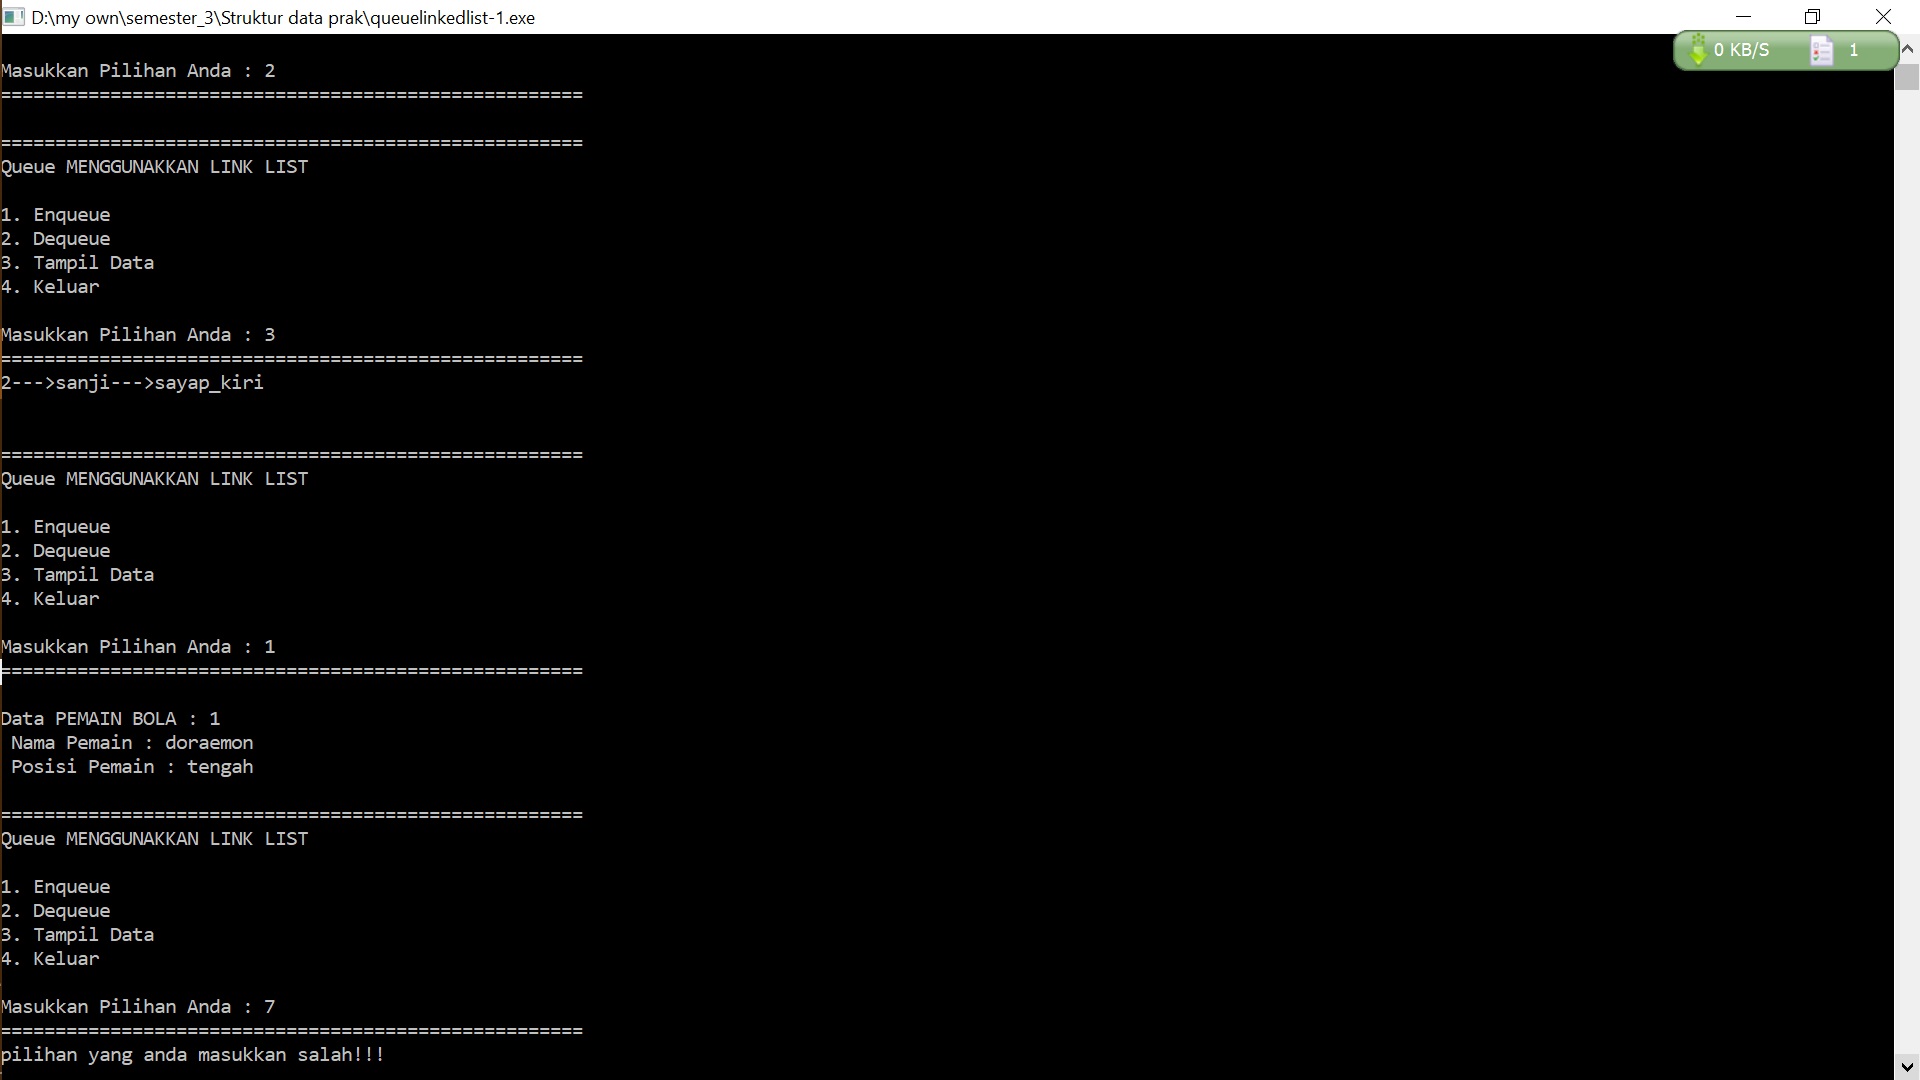 D:\my own\semester_3\Struktur data prak\queuelinkedlist-1.exe
0 KB/S 1
Masukkan Pilihan Anda : 2
=====================================================
=====================================================
Queue MENGGUNAKKAN LINK LIST
1. Enqueue
2. Dequeue
3. Tampil Data
4. Keluar
Masukkan Pilihan Anda : 3
=====================================================
2--->sanji--->sayap_kiri
=====================================================
Queue MENGGUNAKKAN LINK LIST
1. Enqueue
2. Dequeue
3. Tampil Data
4. Keluar
Masukkan Pilihan Anda : 1
=====================================================
Data PEMAIN BOLA : 1
Nama Pemain : doraemon
Posisi Pemain : tengah
=====================================================
Queue MENGGUNAKKAN LINK LIST
1. Enqueue
2. Dequeue
3. Tampil Data
4. Keluar
Masukkan Pilihan Anda : 7
=====================================================
pilihan yang anda masukkan salah!!!